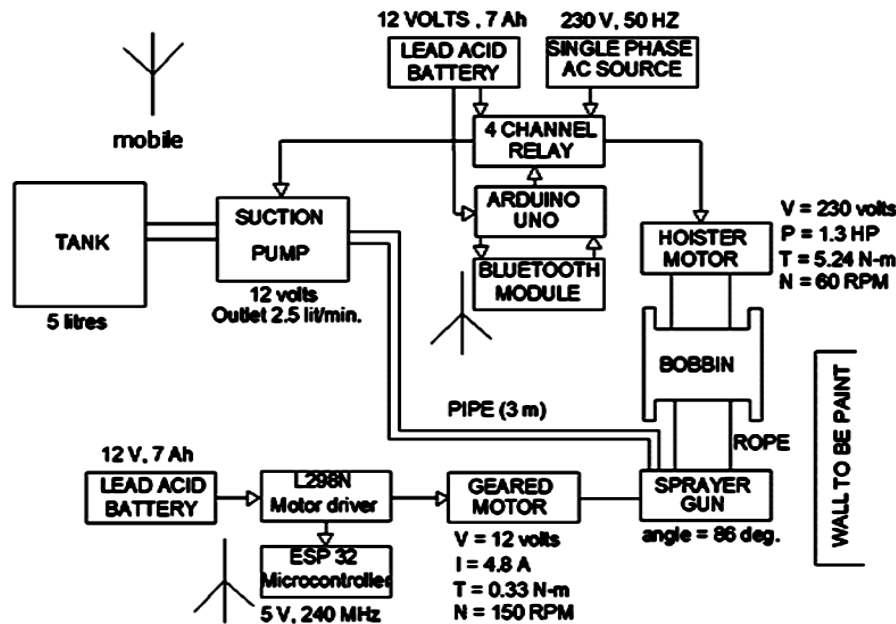 12 VOLTS , 7 Ah
230 V, 50 HZ
LEAD ACID
BATTERY
SINGLE PHASE
AC SOURCE
mobile
4 CHANNEL
RELAY
TANK
5 litres
SUCTION
PUMP
12 volts
Outlet 2.5 lit/min.
ARDUINO
UNO
BLUETOOTH
MODULE
HOISTER
MOTOR
V = 230 volts
P = 1.3 HP
T = 5.24 N-m
N = 60 RPM
BOBBIN
PIPE (3 m)
ROPE
WALL TO BE PAINT
12 V, 7 Ah
LEAD ACID
BATTERY
L298N
Motor driver
GEARED
MOTOR
SPRAYER
GUN
angle = 86 deg.
ESP 32
Microcontroller
5 V, 240 MHz
V = 12 volts
I = 4.8 A
T = 0.33 N-m
N = 150 RPM